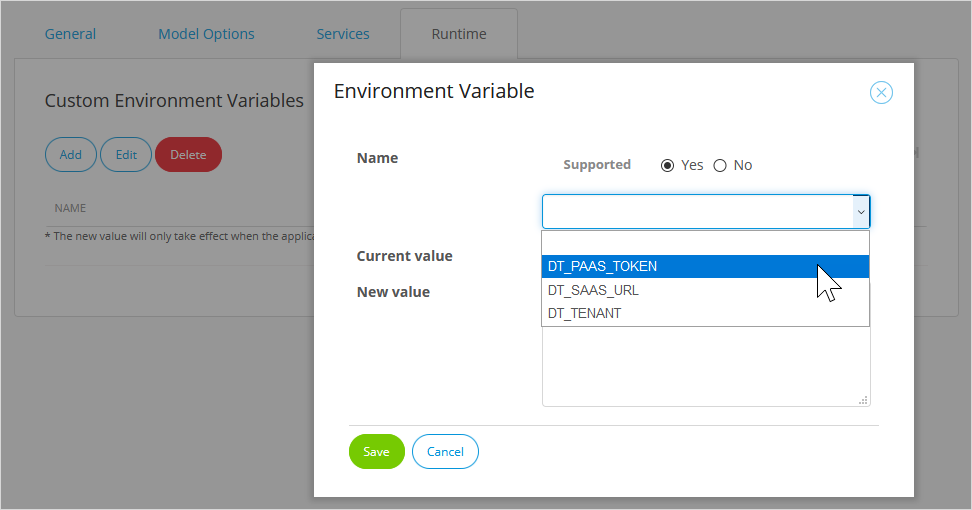 General Model Options Services Runtime
Custom Environment Variables
Add Edit Delete
NAME
* The new value will only take effect when the applica
Environment Variable
Name
Supported Yes No
DT_PAAS_TOKEN
DT_SAAS_URL
DT_TENANT
Current value
New value
Save Cancel